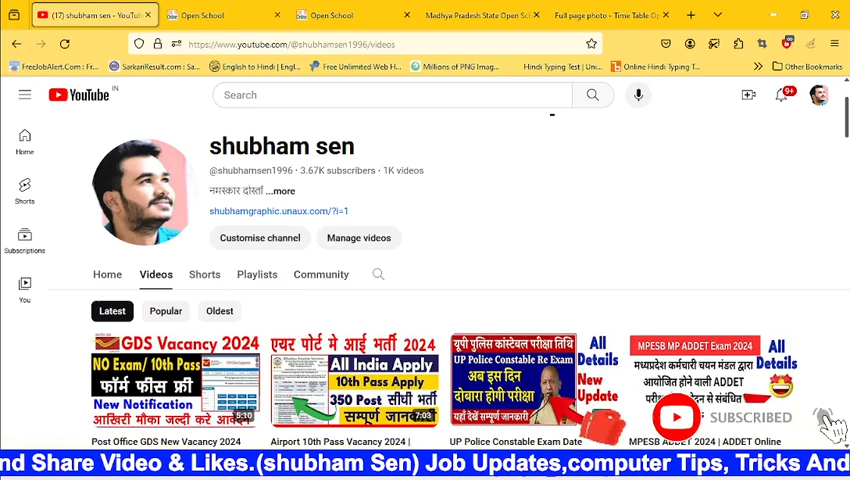 (17) shubham sen - YouTub
Open School
Open School
Madhya Pradesh State Open Sch
Full page photo - Time Table Op
https://www.youtube.com/@shubhamsen1996/videos
FreeJobAlert.Com : Fr...
SarkariResult.com : Sa...
English to Hindi | Engl...
Free Unlimited Web H...
Millions of PNG Imag...
Hindi Typing Test | Uni...
Online Hindi Typing T...
Other Bookmarks
YouTube IN
Search
9+
Home
Shorts
Subscriptions
You
shubham sen
@shubhamsen1996 • 3.67K subscribers • 1K videos
नमस्कार दोस्तों ...more
shubhamgraphic.unaux.com/?i=1
Customise channel
Manage videos
Home Videos Shorts Playlists Community
Latest Popular Oldest
GDS Vacancy 2024
NO Exam/ 10th Pass
फॉर्म फीस फ्री
New Notification
आखिरी मौका जल्दी करे आवेदन
5:10
Post Office GDS New Vacancy 2024
एयर पोर्ट मे आई भर्ती 2024
All India Apply
10th Pass Apply
350 Post सीधी भर्ती
सम्पूर्ण जानकारी
7:03
Airport 10th Pass Vacancy 2024 |
यूपी पुलिस कांस्टेबल परीक्षा तिथि
UP Police Constable Re Exam
अब इस दिन
दोबारा होगी परीक्षा
यहाँ देखें सम्पूर्ण जानकारी
All
Details
New
Update
UP Police Constable Exam Date
MPESB MP ADDET Exam 2024
मध्यप्रदेश कर्मचारी चयन मंडल द्वारा
आयोजित होने वाली ADDET
All
Details
SUBSCRIBED
MPESB ADDET 2024 | ADDET Online
nd Share Video & Likes.(shubham Sen) Job Updates,computer Tips, Tricks And